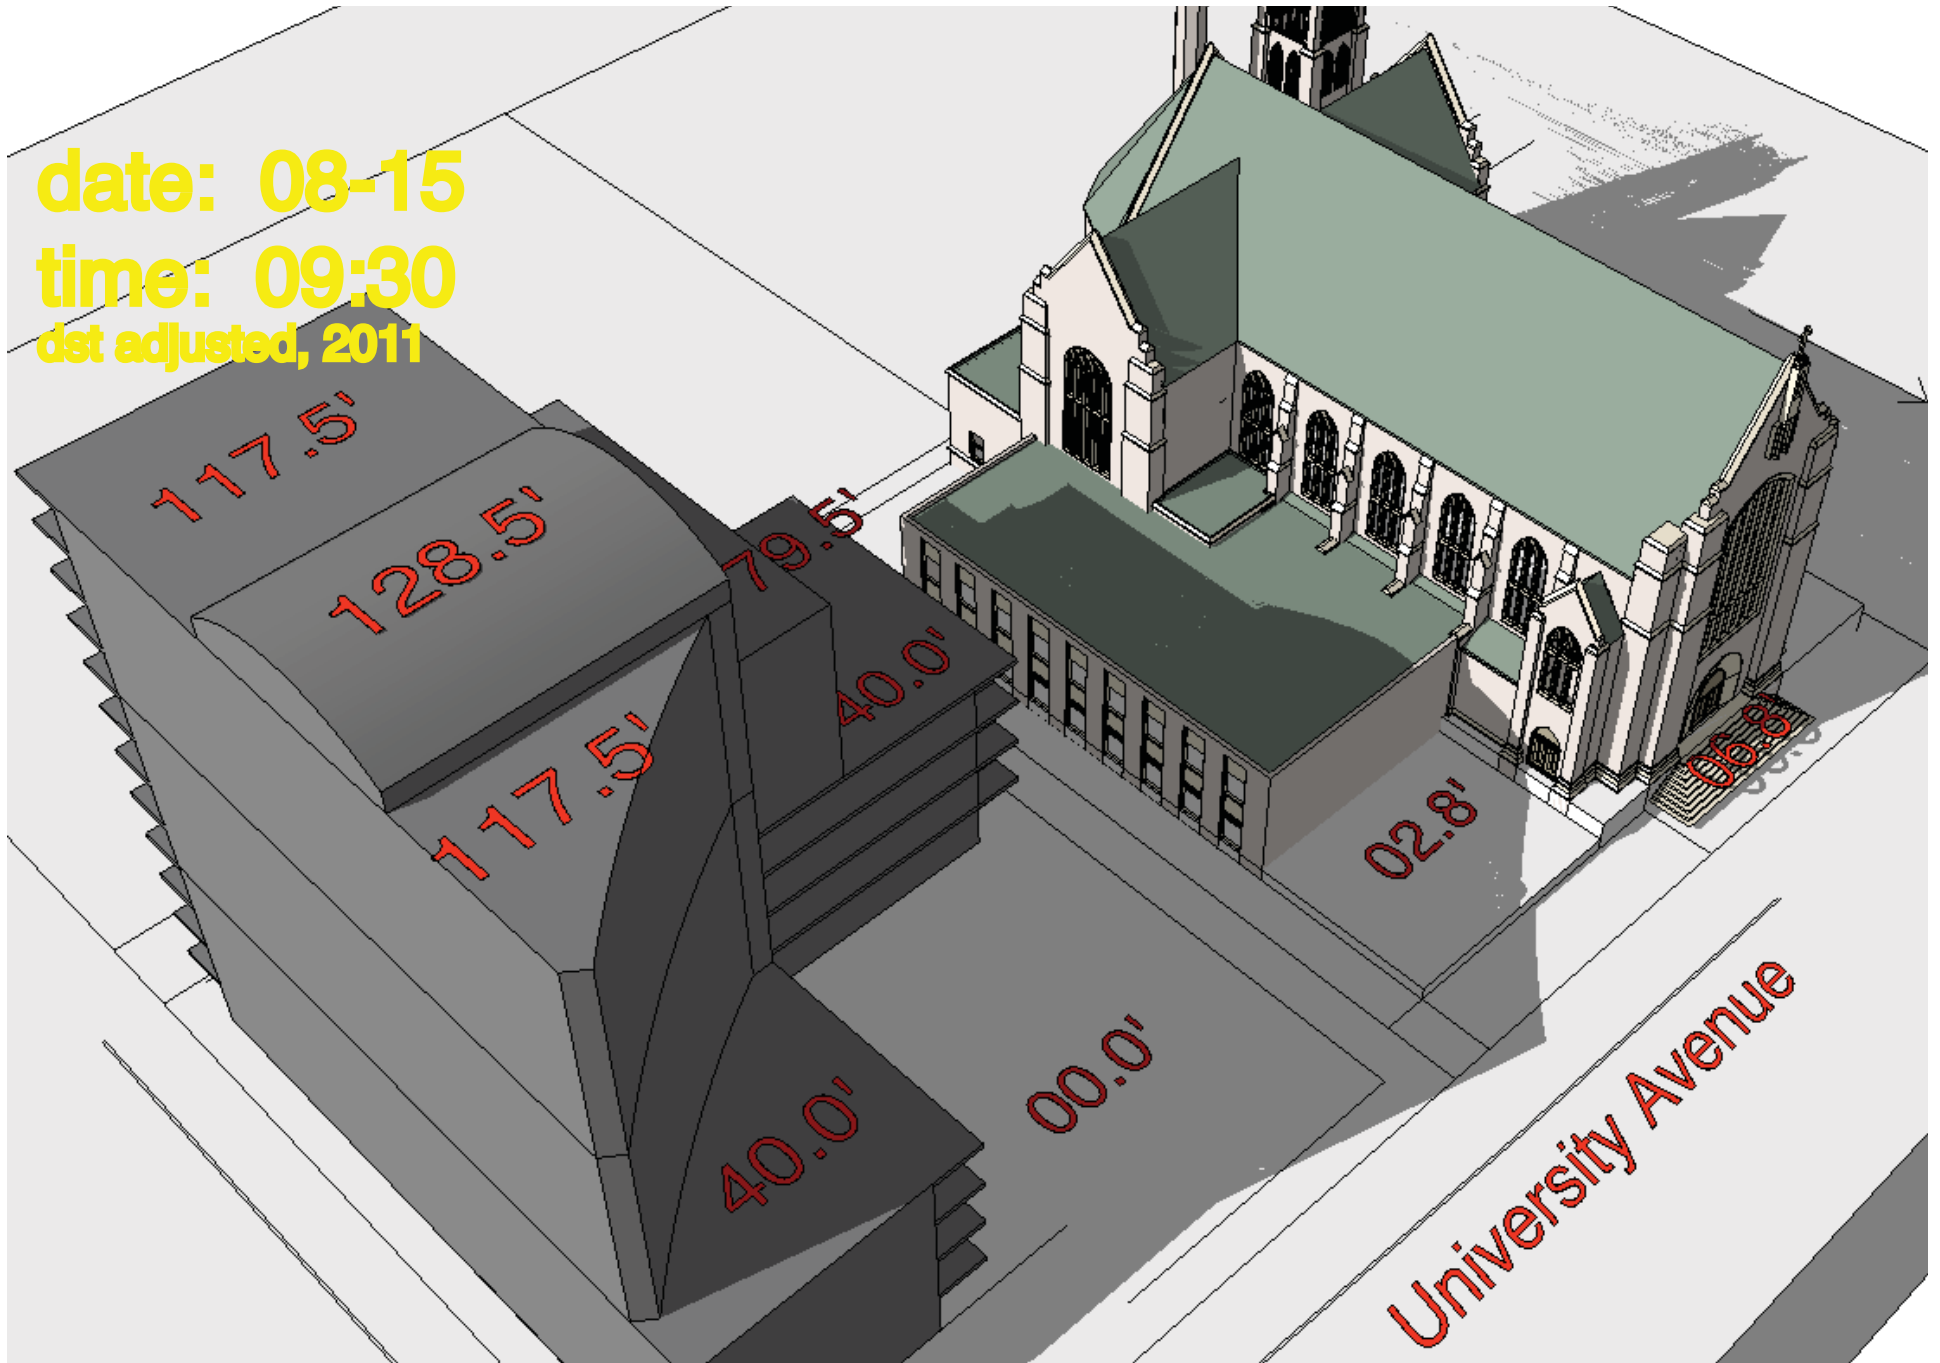 date: 08-15
time: 09:30
dst adjusted, 2011
117.5'
128.5'
79.5'
40.0'
117.5'
06.8'
02.8'
00.0'
40.0'
University Avenue